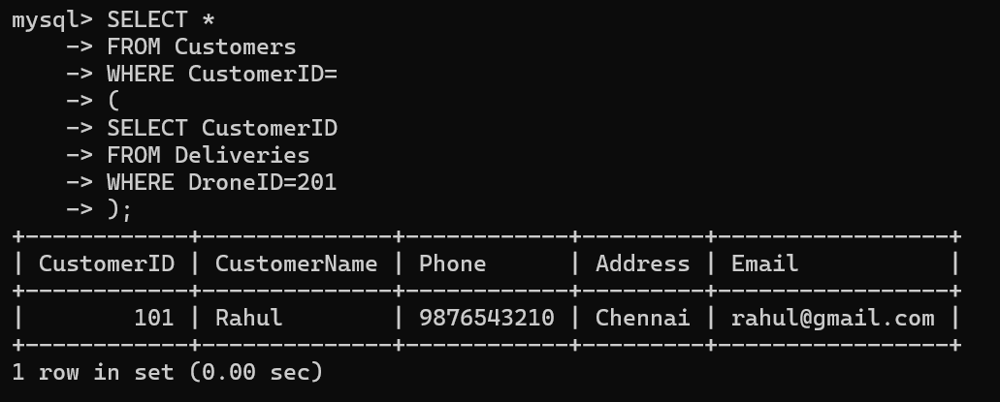 mysql> SELECT *
    -> FROM Customers
    -> WHERE CustomerID=
    -> (
    -> SELECT CustomerID
    -> FROM Deliveries
    -> WHERE DroneID=201
    -> );
+------------+--------------+------------+---------+-----------------+
| CustomerID | CustomerName | Phone      | Address | Email           |
+------------+--------------+------------+---------+-----------------+
|        101 | Rahul        | 9876543210 | Chennai | rahul@gmail.com |
+------------+--------------+------------+---------+-----------------+
1 row in set (0.00 sec)